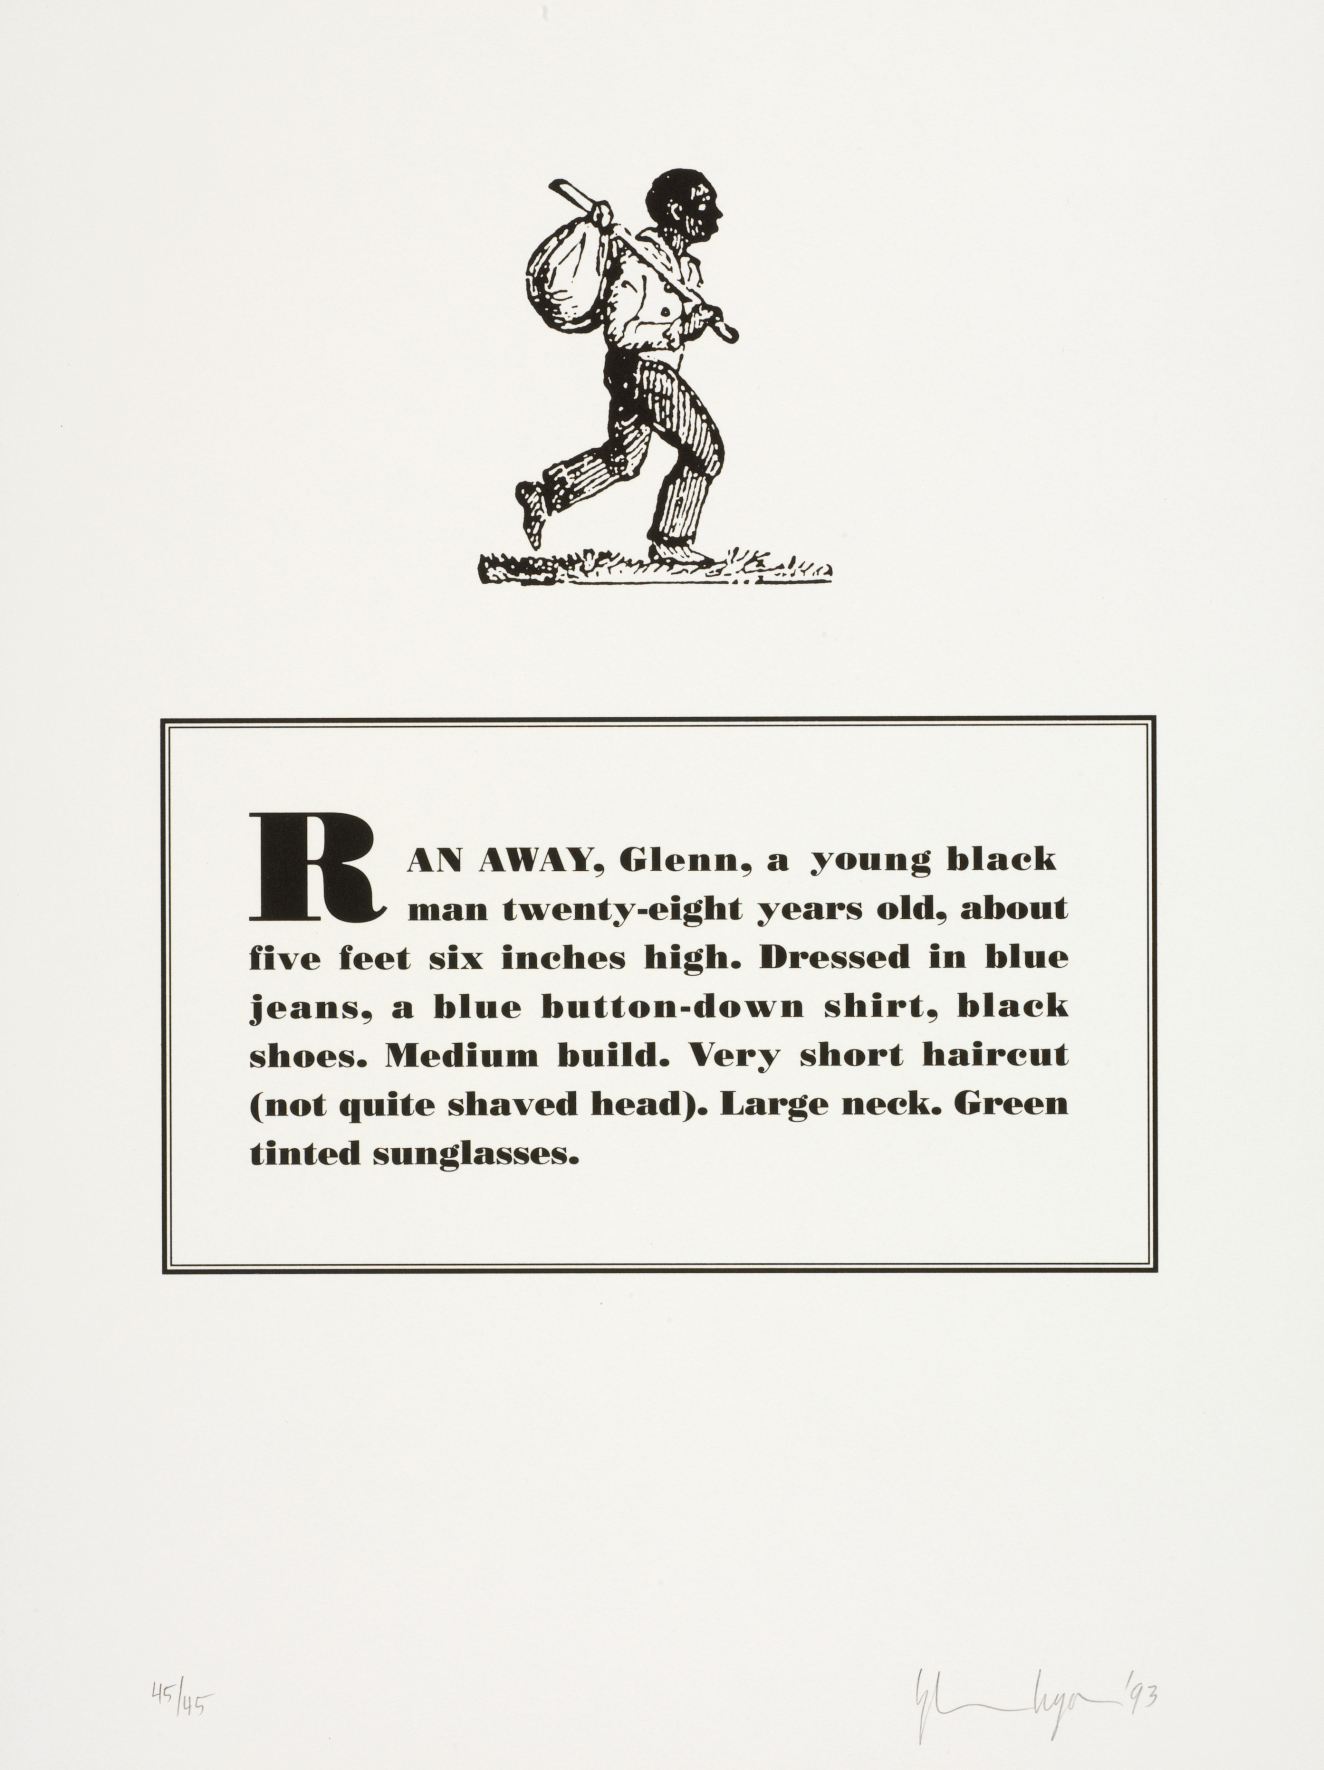 RAN AWAY, Glenn, a young black
man twenty-eight years old, about
five feet six inches high. Dressed in blue
jeans, a blue button-down shirt, black
shoes. Medium build. Very short haircut
(not quite shaved head). Large neck. Green
tinted sunglasses.
45/45
Glenn Ligon '93